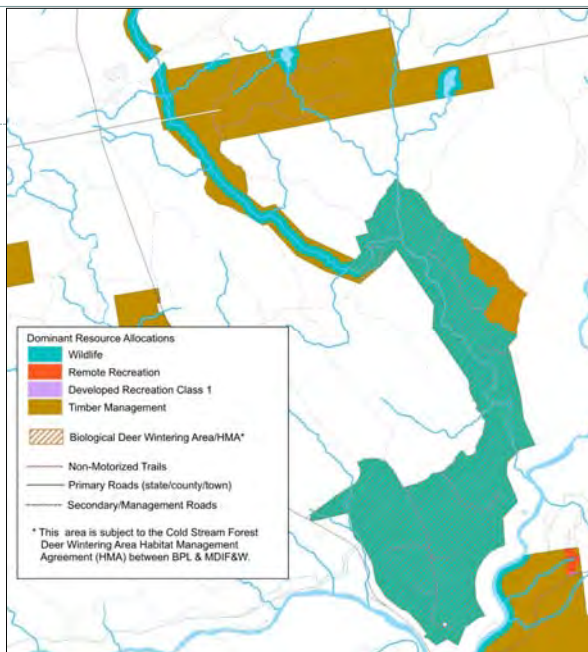 Dominant Resource Allocations
Wildlife
Remote Recreation
Developed Recreation Class 1
Timber Management
Biological Deer Wintering Area/HMA*
Non-Motorized Trails
Primary Roads (state/county/town)
Secondary/Management Roads
* This area is subject to the Cold Stream Forest
Deer Wintering Area Habitat Management
Agreement (HMA) between BPL & MDIF&W.